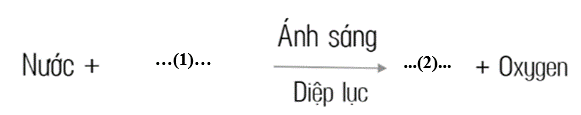 Ánh sáng
Nước + …(1)… ...(2)... + Oxygen
Diệp lục